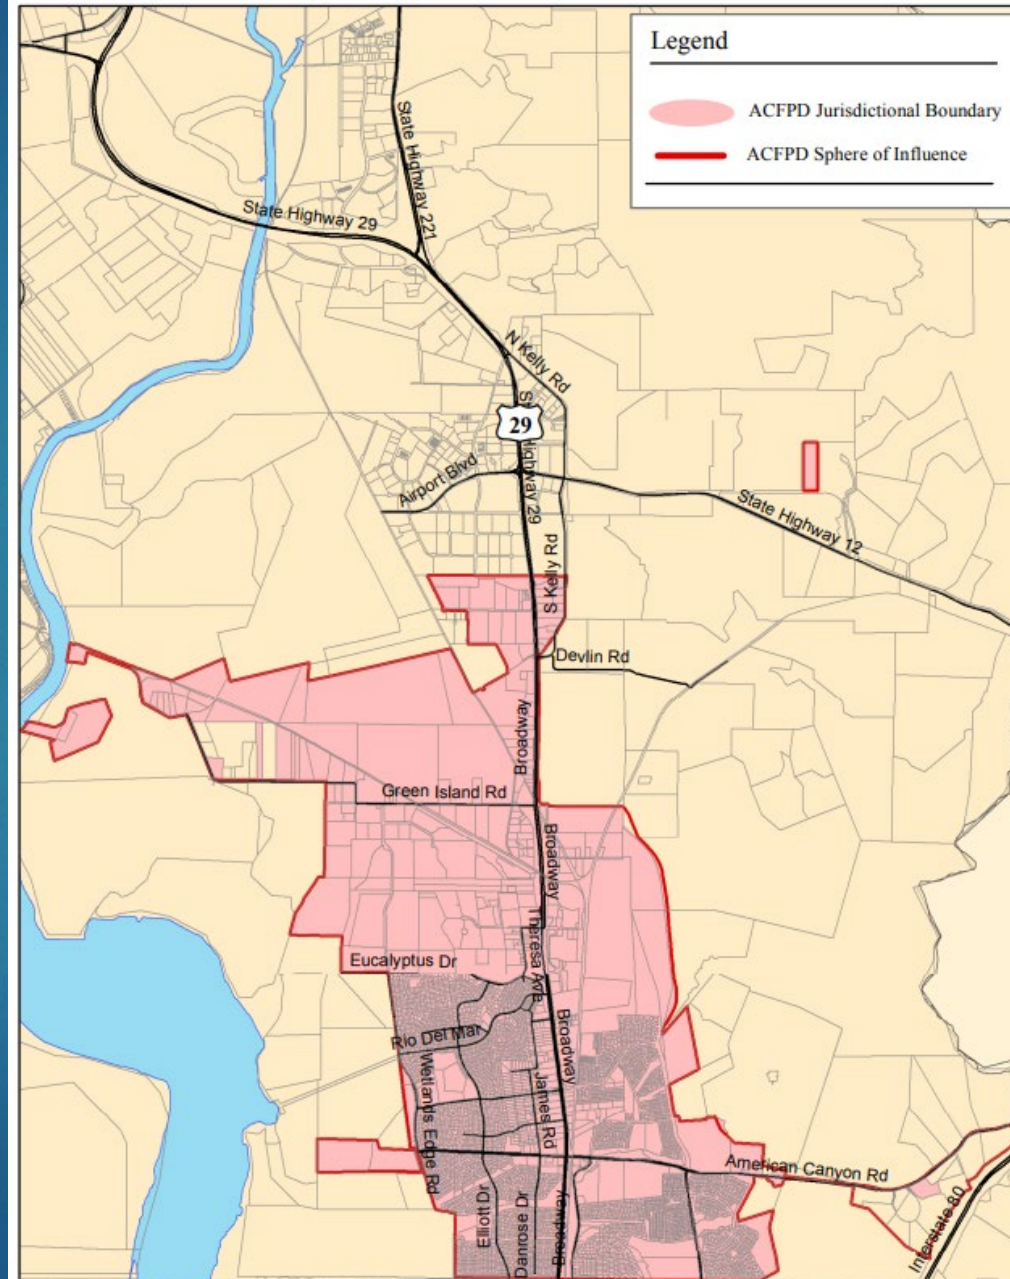 Legend
ACFPD Jurisdictional Boundary
ACFPD Sphere of Influence
State Highway 221
State Highway 29
N Kelly Rd
29
State Highway 29
Airport Blvd
State Highway 12
S Kelly Rd
Devlin Rd
Broadway
Green Island Rd
Broadway
Theresa Ave
Eucalyptus Dr
Broadway
Rio Del Mar
Wetlands Edge Rd
James Rd
American Canyon Rd
Elliott Dr
Danrose Dr
Broadway
Interstate 80